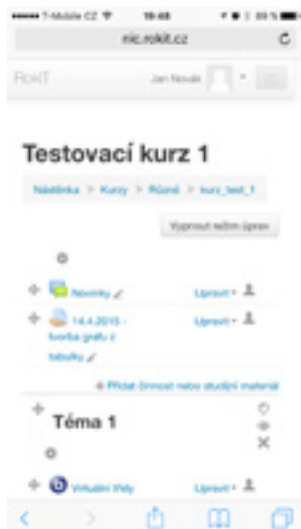 T-Mobile CZ 19:48 89 %
nic.rokit.cz
RokIT Jan Novák
Testovací kurz 1
Nástěnka > Kurzy > Různé > kurz_test_1
Vypnout režim úprav
Novinky Upravit
14.4.2015 - Upravit
tvorba grafu z
tabulky
Přidat činnost nebo studijní materiál
Téma 1
Virtuální třídy Upravit